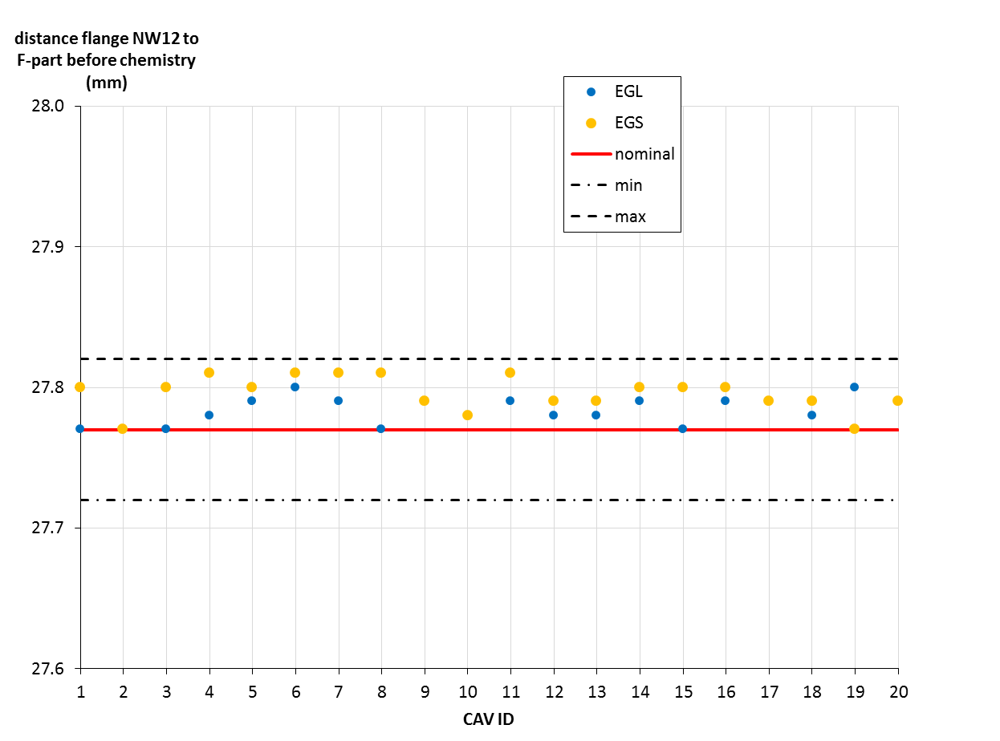 distance flange NW12 to
F-part before chemistry
(mm)
28.0
27.9
27.8
27.7
27.6
EGL
EGS
nominal
min
max
1 2 3 4 5 6 7 8 9 10 11 12 13 14 15 16 17 18 19 20
CAV ID